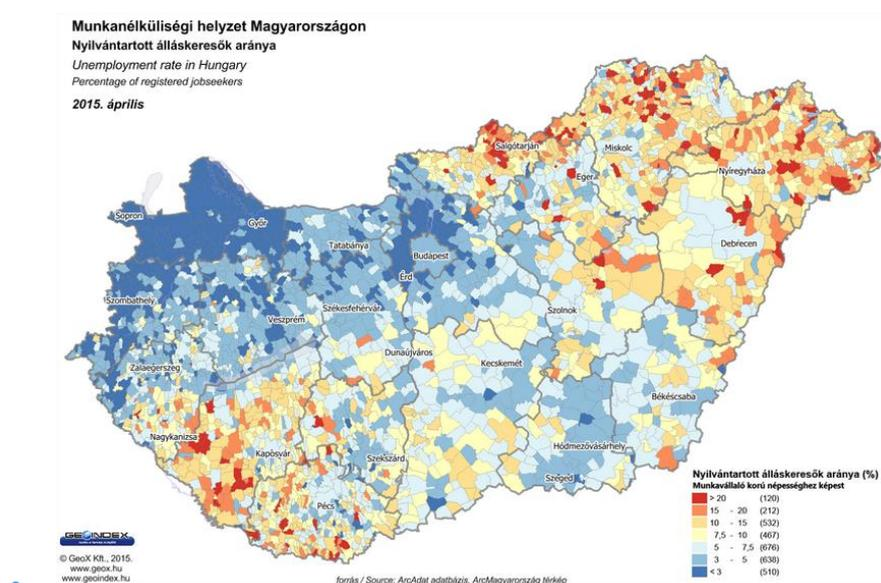 Munkanélküliségi helyzet Magyarországon
Nyilvántartott álláskeresők aránya
Unemployment rate in Hungary
Percentage of registered jobseekers
2015. április
Salgótarján
Miskolc
Eger
Nyíregyháza
Sopron
Győr
Tatabánya
Budapest
Debrecen
Érd
Szombathely
Veszprém
Székesfehérvár
Szolnok
Zalaegerszeg
Dunaújváros
Kecskemét
Békéscsaba
Nagykanizsa
Kaposvár
Szekszárd
Hódmezővásárhely
Szeged
Pécs
Nyilvántartott álláskeresők aránya (%)
Munkavállaló korú népességhez képest
> 20 (120)
15 - 20 (212)
10 - 15 (532)
7,5 - 10 (467)
5 - 7,5 (676)
3 - 5 (638)
< 3 (510)
GEOINDEX
© GeoX Kft., 2015.
www.geox.hu
www.geoindex.hu
forrás / Source: ArcAdat adatbázis, ArcMagyarország térkép